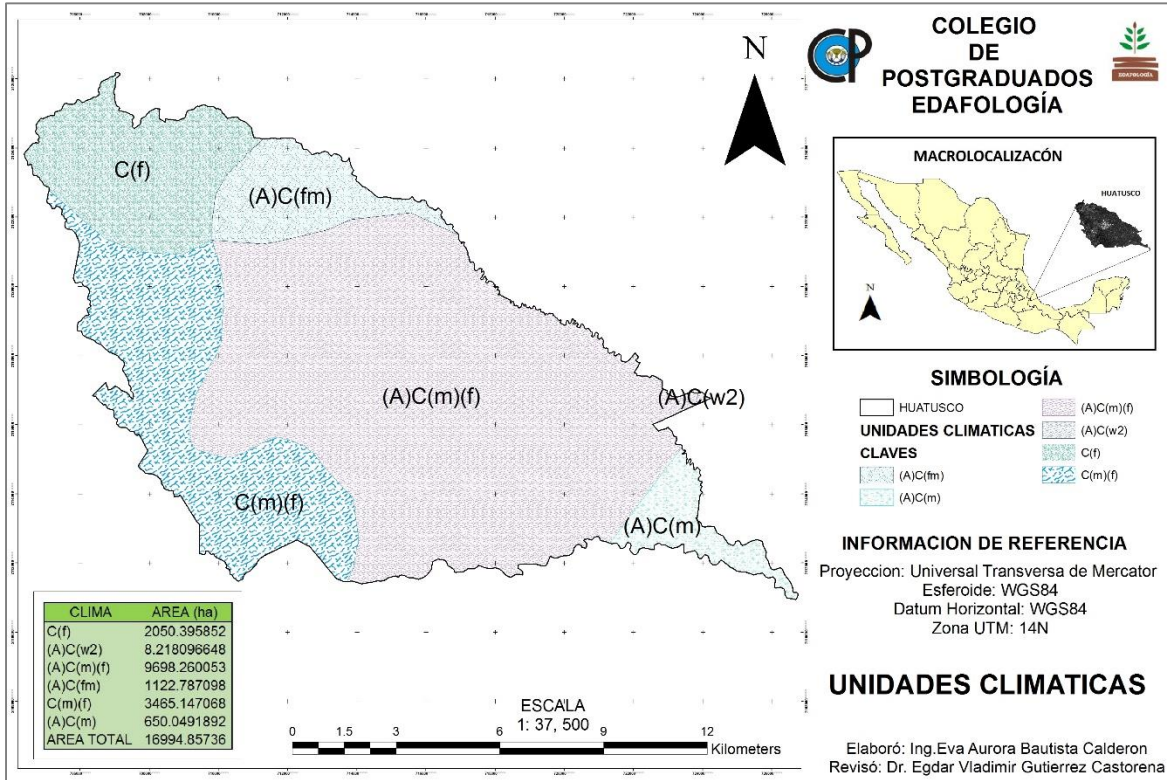 C(f)
(A)C(fm)
(A)C(m)(f)
(A)C(w2)
C(m)(f)
(A)C(m)
N
CLIMA AREA (ha)
C(f) 2050.395852
(A)C(w2) 8.218096648
(A)C(m)(f) 9698.260053
(A)C(fm) 1122.787098
C(m)(f) 3465.147068
(A)C(m) 650.0491892
AREA TOTAL 16994.85736
ESCALA
1: 37, 500
0 1.5 3 6 9 12
Kilometers
CP
COLEGIO
DE
POSTGRADUADOS
EDAFOLOGÍA
EDAFOLOGÍA
MACROLOCALIZACÓN
HUATUSCO
N
SIMBOLOGÍA
HUATUSCO
UNIDADES CLIMATICAS
CLAVES
(A)C(fm)
(A)C(m)
(A)C(m)(f)
(A)C(w2)
C(f)
C(m)(f)
INFORMACION DE REFERENCIA
Proyeccion: Universal Transversa de Mercator
Esferoide: WGS84
Datum Horizontal: WGS84
Zona UTM: 14N
UNIDADES CLIMATICAS
Elaboró: Ing.Eva Aurora Bautista Calderon
Revisó: Dr. Egdar Vladimir Gutierrez Castorena